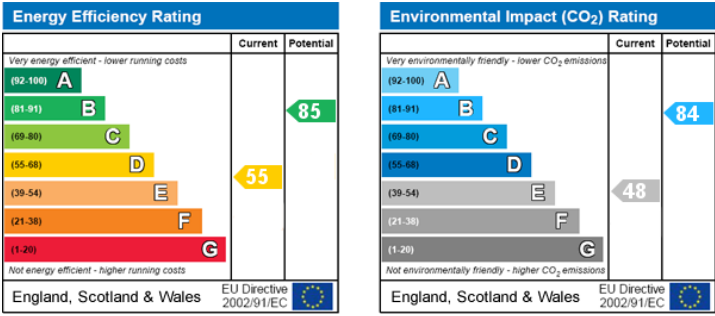 Energy Efficiency Rating
Current Potential
Very energy efficient - lower running costs
(92-100) A
(81-91) B
(69-80) C
(55-68) D
(39-54) E
(21-38) F
(1-20) G
55
85
Not energy efficient - higher running costs
England, Scotland & Wales
EU Directive
2002/91/EC
Environmental Impact (CO₂) Rating
Current Potential
Very environmentally friendly - lower CO₂ emissions
(92-100) A
(81-91) B
(69-80) C
(55-68) D
(39-54) E
(21-38) F
(1-20) G
48
84
Not environmentally friendly - higher CO₂ emissions
England, Scotland & Wales
EU Directive
2002/91/EC